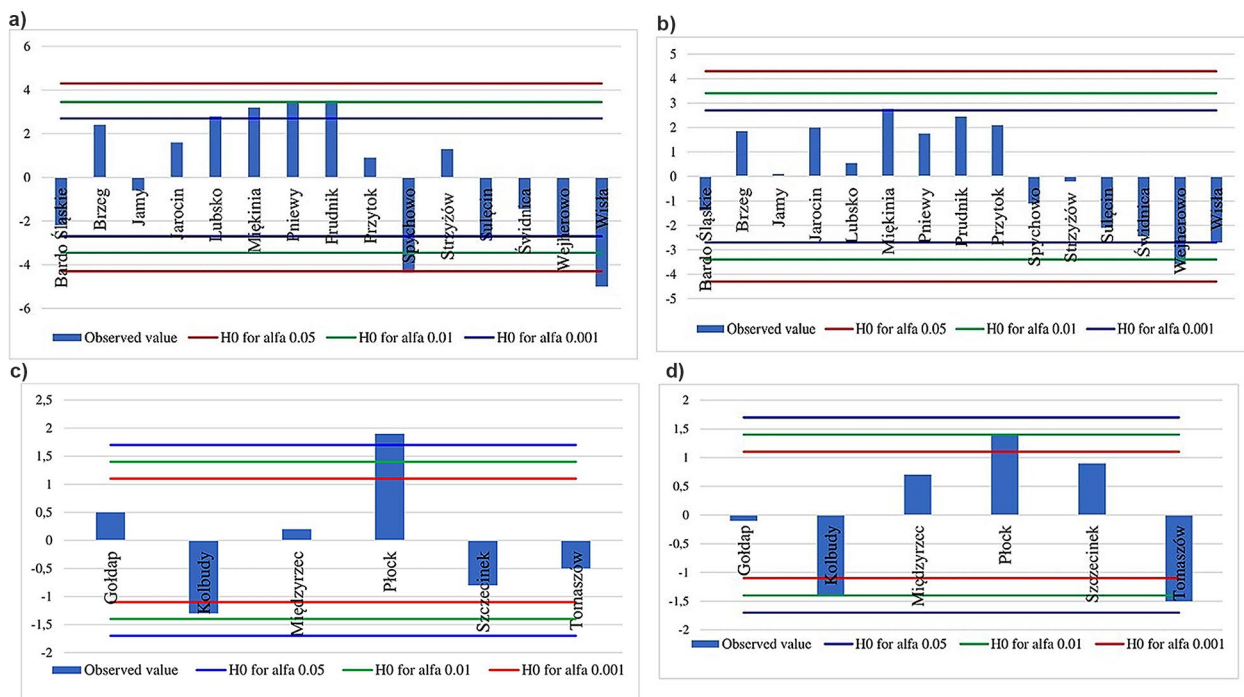 a)
6
4
2
0
-2
-4
-6
Bardo Śląskie
Brzeg
Jamy
Jarocin
Lubsko
Miękinia
Pniewy
Prudnik
Przytok
Spychowo
Strzyżów
Sulęcin
Świdnica
Wejherowo
Wisła
Observed value H0 for alfa 0.05 H0 for alfa 0.01 H0 for alfa 0.001
b)
5
4
3
2
1
0
-1
-2
-3
-4
-5
Bardo Śląskie
Brzeg
Jamy
Jarocin
Lubsko
Miękinia
Pniewy
Prudnik
Przytok
Spychowo
Strzyżów
Sulęcin
Świdnica
Wejherowo
Wisła
Observed value H0 for alfa 0.05 H0 for alfa 0.01 H0 for alfa 0.001
c)
2,5
2
1,5
1
0,5
0
-0,5
-1
-1,5
-2
Gołdap
Kolbudy
Międzyrzec
Płock
Szczecinek
Tomaszów
Observed value H0 for alfa 0.05 H0 for alfa 0.01 H0 for alfa 0.001
d)
2
1,5
1
0,5
0
-0,5
-1
-1,5
-2
Gołdap
Kolbudy
Międzyrzec
Płock
Szczecinek
Tomaszów
Observed value H0 for alfa 0.05 H0 for alfa 0.01 H0 for alfa 0.001